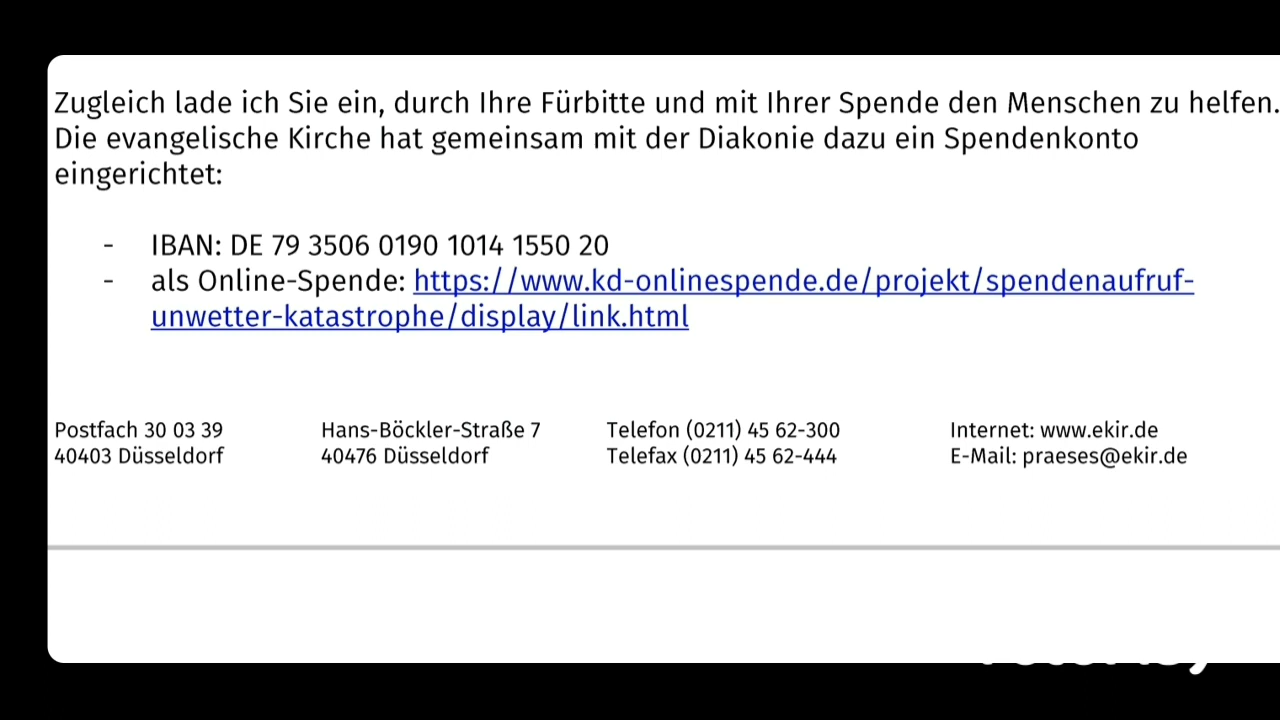 Zugleich lade ich Sie ein, durch Ihre Fürbitte und mit Ihrer Spende den Menschen zu helfen.
Die evangelische Kirche hat gemeinsam mit der Diakonie dazu ein Spendenkonto
eingerichtet:
- IBAN: DE 79 3506 0190 1014 1550 20
- als Online-Spende: https://www.kd-onlinespende.de/projekt/spendenaufruf-
unwetter-katastrophe/display/link.html
Postfach 30 03 39
40403 Düsseldorf
Hans-Böckler-Straße 7
40476 Düsseldorf
Telefon (0211) 45 62-300
Telefax (0211) 45 62-444
Internet: www.ekir.de
E-Mail: praeses@ekir.de